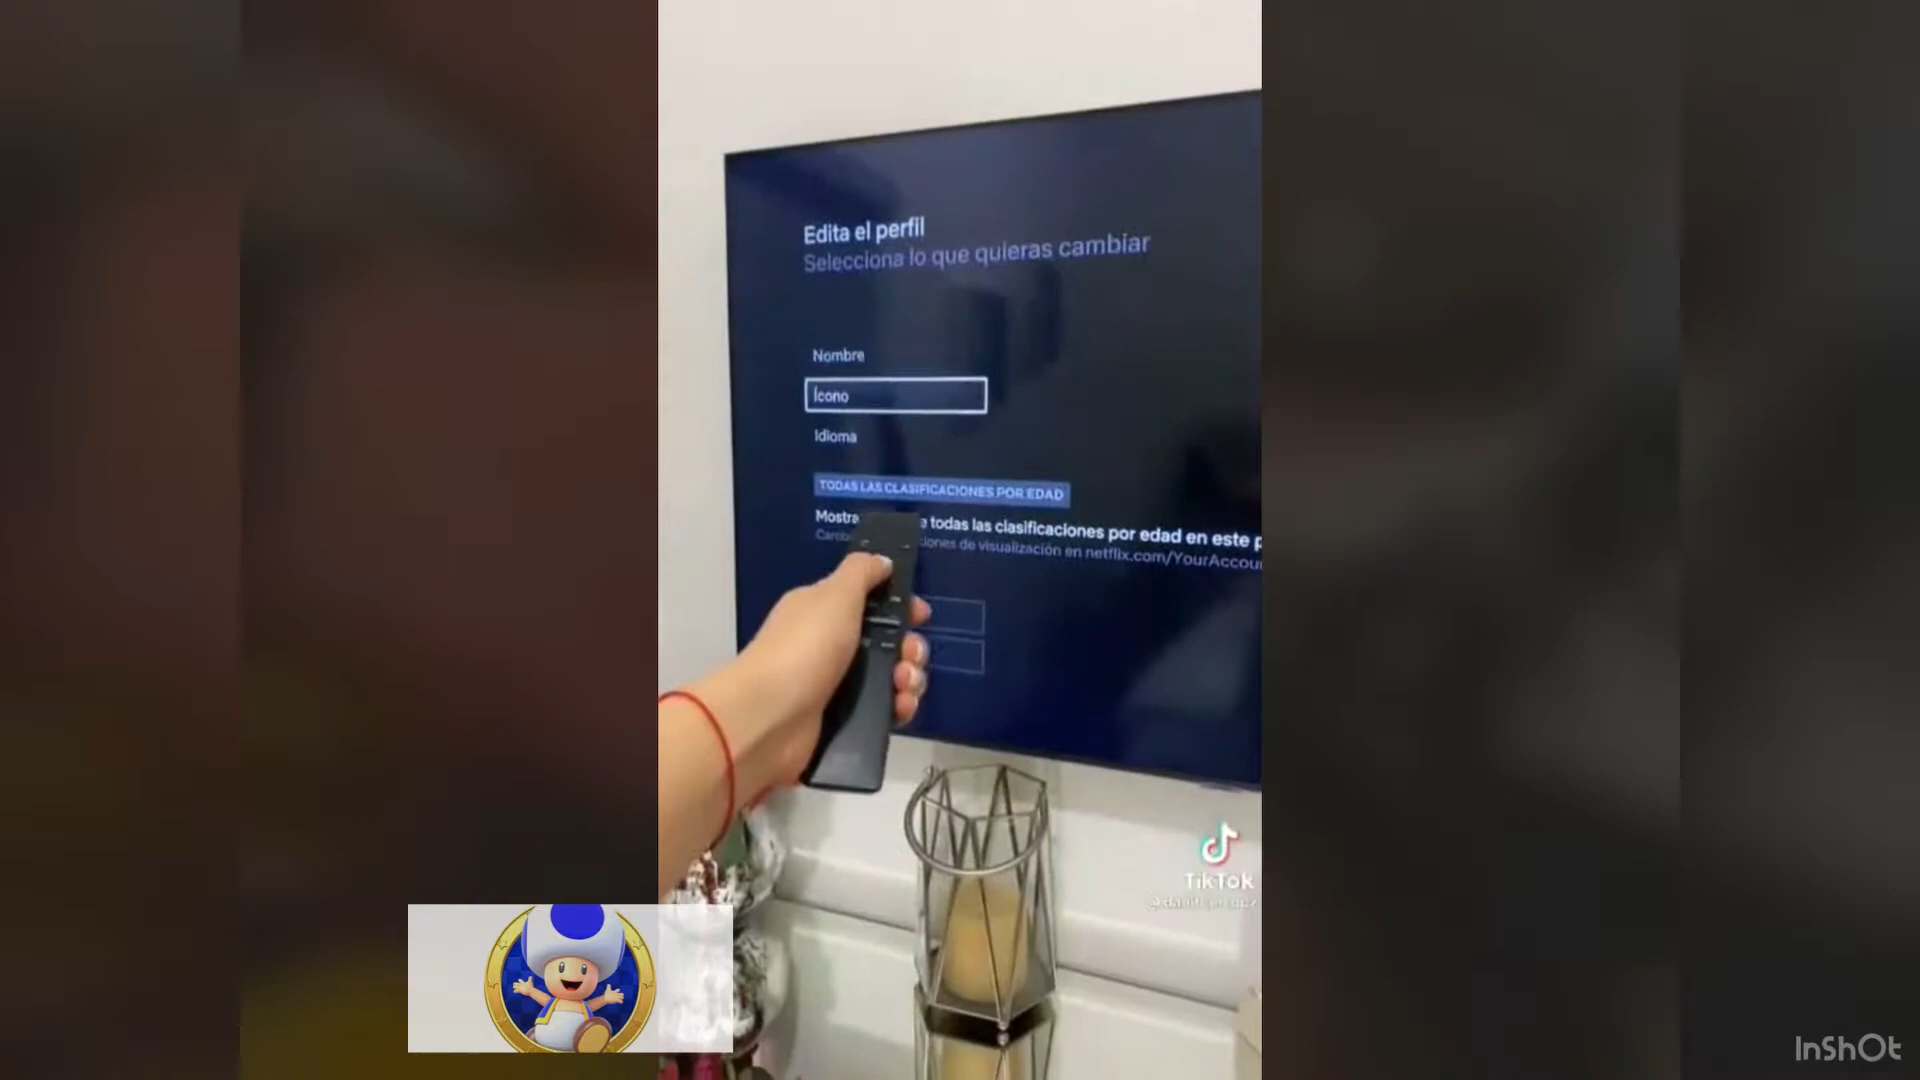 Edita el perfil
Selecciona lo que quieras cambiar
Nombre
Ícono
Idioma
TODAS LAS CLASIFICACIONES POR EDAD
Mostra e todas las clasificaciones por edad en este p
iones de visualización en netflix.com/YourAccou
TikTok
InShOt